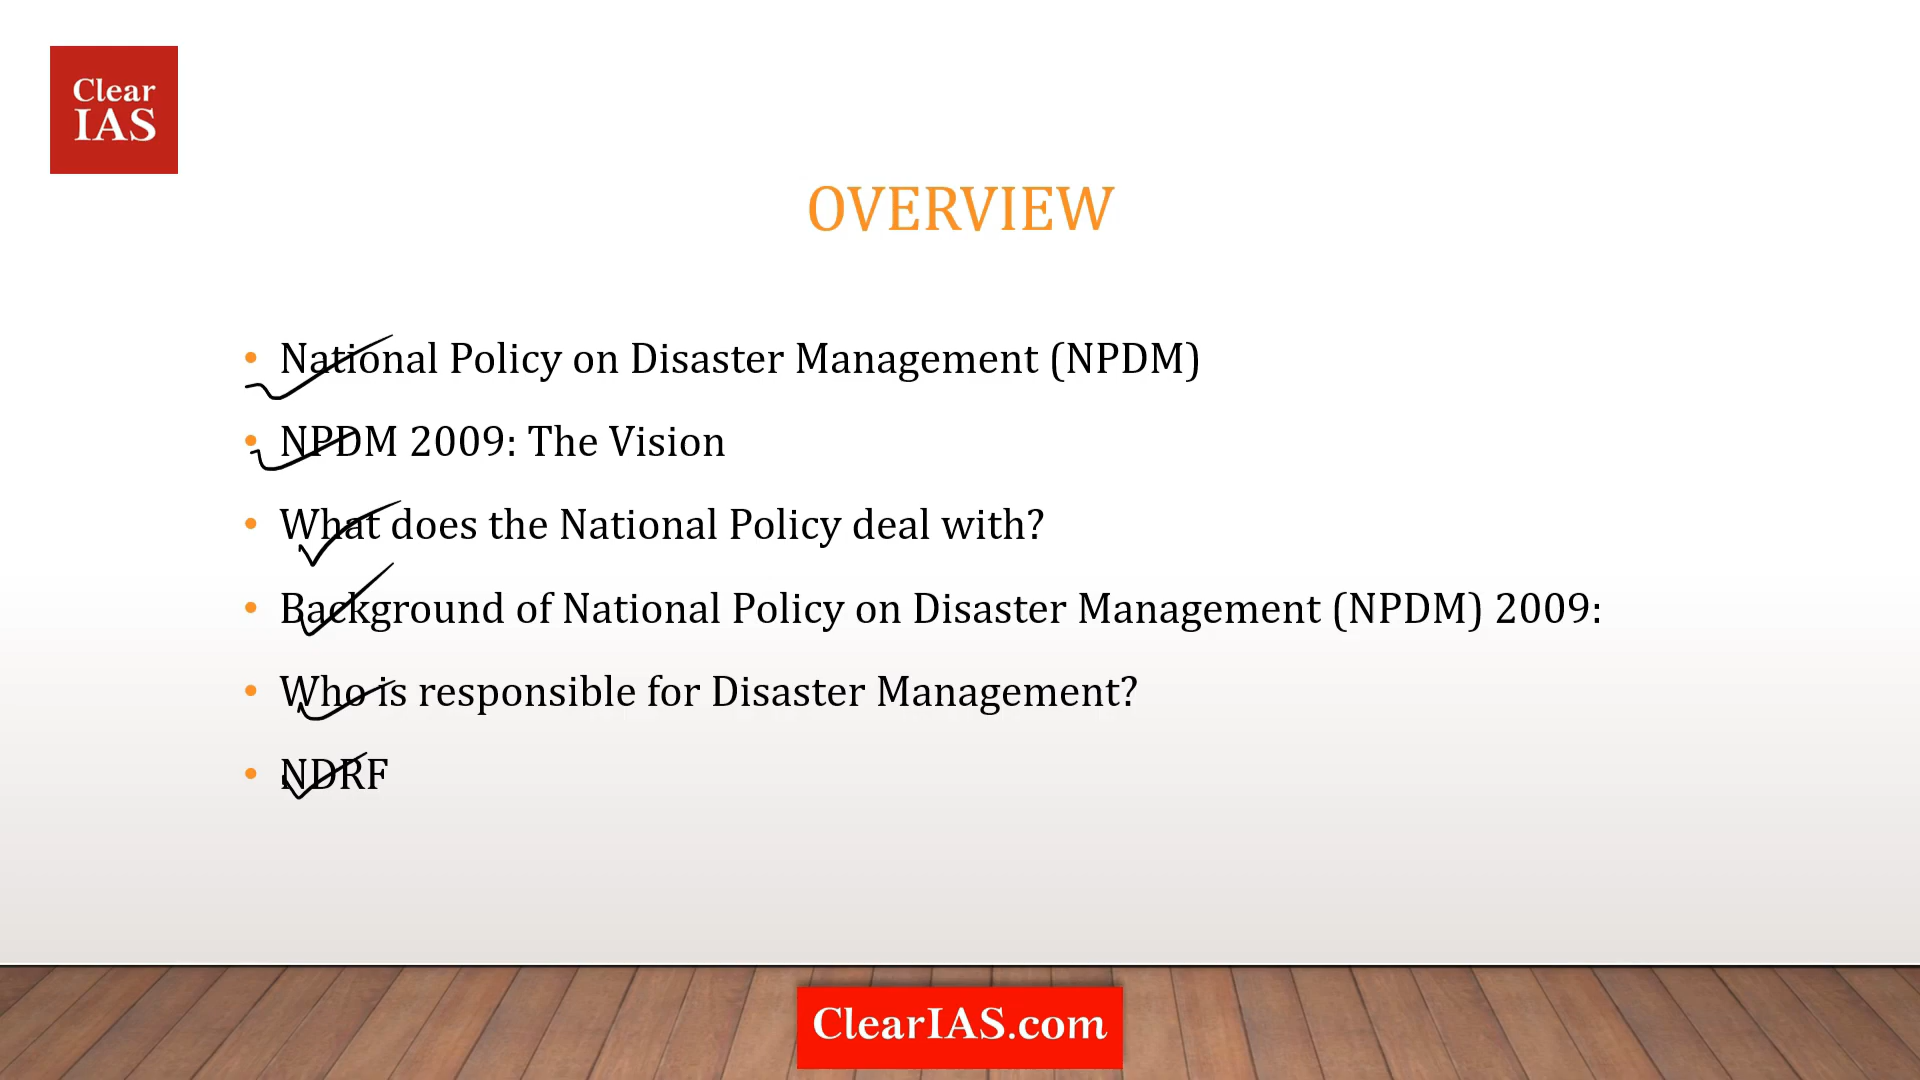 Clear
IAS
OVERVIEW
• National Policy on Disaster Management (NPDM)
• NPDM 2009: The Vision
• What does the National Policy deal with?
• Background of National Policy on Disaster Management (NPDM) 2009:
• Who is responsible for Disaster Management?
• NDRF
ClearIAS.com